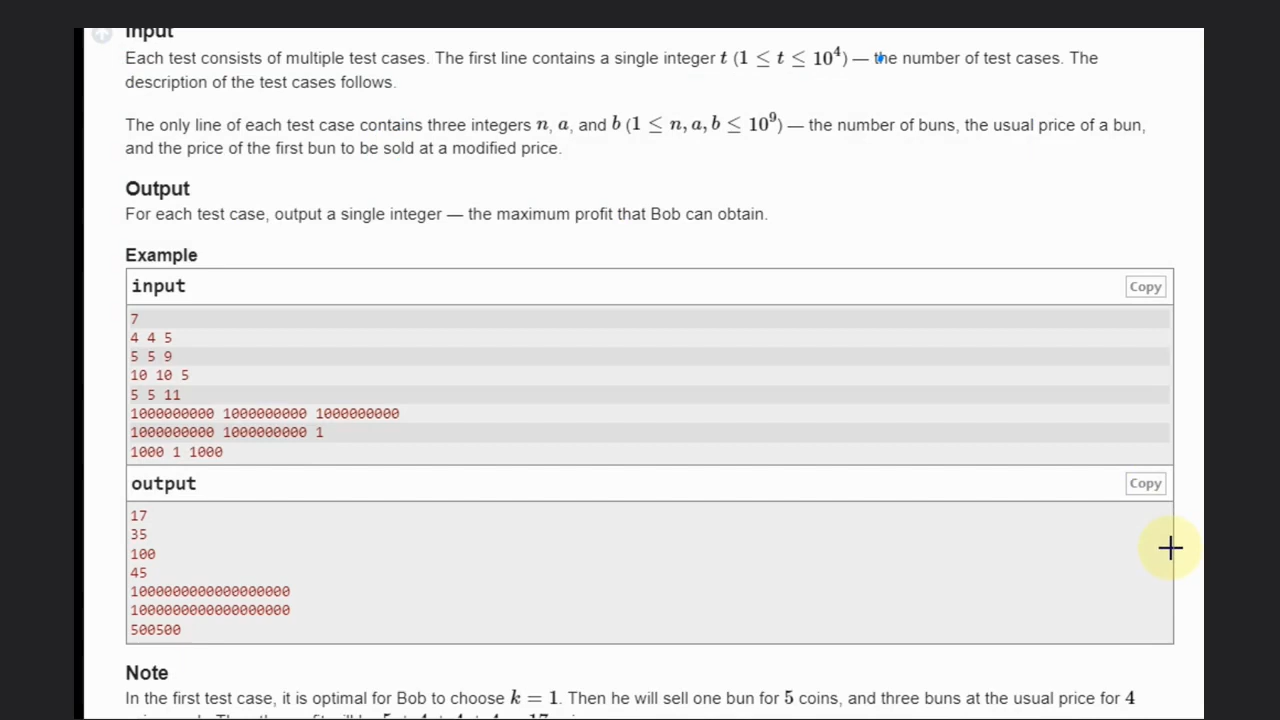 Input
Each test consists of multiple test cases. The first line contains a single integer t (1 ≤ t ≤ 10⁴) — the number of test cases. The
description of the test cases follows.
The only line of each test case contains three integers n, a, and b (1 ≤ n, a, b ≤ 10⁹) — the number of buns, the usual price of a bun,
and the price of the first bun to be sold at a modified price.
Output
For each test case, output a single integer — the maximum profit that Bob can obtain.
Example
input
Copy
7
4 4 5
5 5 9
10 10 5
5 5 11
1000000000 1000000000 1000000000
1000000000 1000000000 1
1000 1 1000
output
Copy
17
35
100
45
1000000000000000000
1000000000000000000
500500
Note
In the first test case, it is optimal for Bob to choose k = 1. Then he will sell one bun for 5 coins, and three buns at the usual price for 4